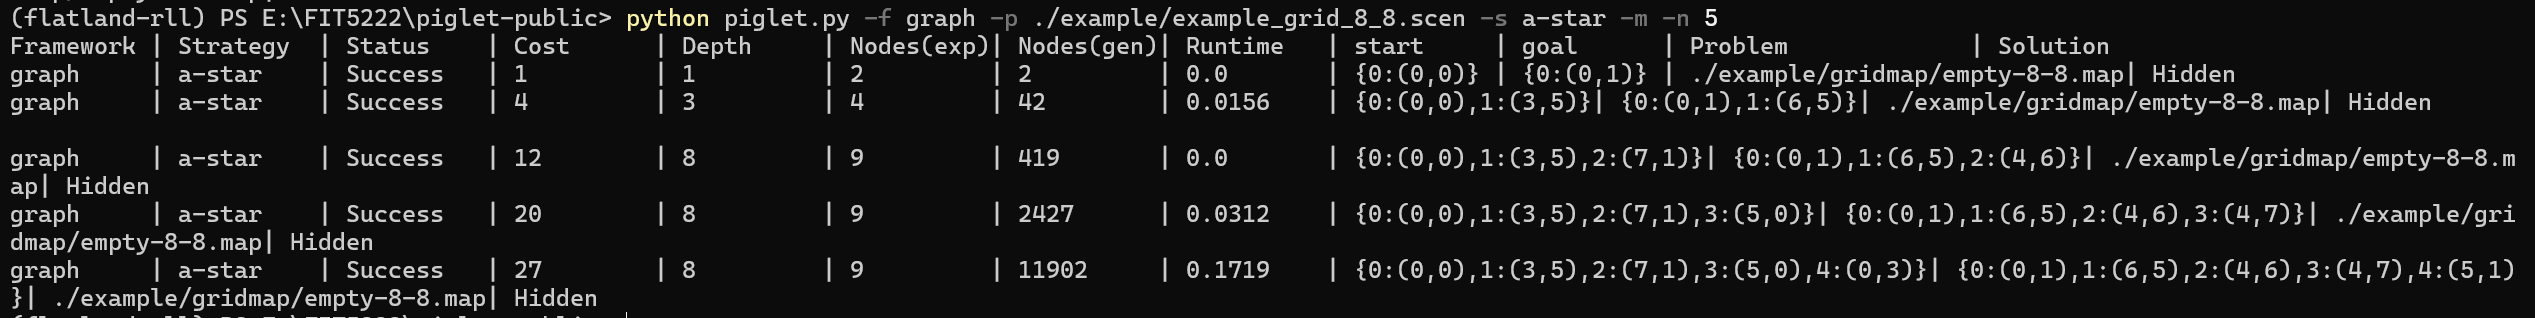 (flatland-rll) PS E:\FIT5222\piglet-public> python piglet.py -f graph -p ./example/example_grid_8_8.scen -s a-star -m -n 5
Framework | Strategy  | Status    | Cost      | Depth     | Nodes(exp)| Nodes(gen)| Runtime   | start     | goal      | Problem            | Solution
graph     | a-star    | Success   | 1         | 1         | 2         | 2         | 0.0       | {0:(0,0)} | {0:(0,1)} | ./example/gridmap/empty-8-8.map| Hidden
graph     | a-star    | Success   | 4         | 3         | 4         | 42        | 0.0156    | {0:(0,0),1:(3,5)}| {0:(0,1),1:(6,5)}| ./example/gridmap/empty-8-8.map| Hidden
graph     | a-star    | Success   | 12        | 8         | 9         | 419       | 0.0       | {0:(0,0),1:(3,5),2:(7,1)}| {0:(0,1),1:(6,5),2:(4,6)}| ./example/gridmap/empty-8-8.m
ap| Hidden
graph     | a-star    | Success   | 20        | 8         | 9         | 2427      | 0.0312    | {0:(0,0),1:(3,5),2:(7,1),3:(5,0)}| {0:(0,1),1:(6,5),2:(4,6),3:(4,7)}| ./example/gri
dmap/empty-8-8.map| Hidden
graph     | a-star    | Success   | 27        | 8         | 9         | 11902     | 0.1719    | {0:(0,0),1:(3,5),2:(7,1),3:(5,0),4:(0,3)}| {0:(0,1),1:(6,5),2:(4,6),3:(4,7),4:(5,1)
}| ./example/gridmap/empty-8-8.map| Hidden